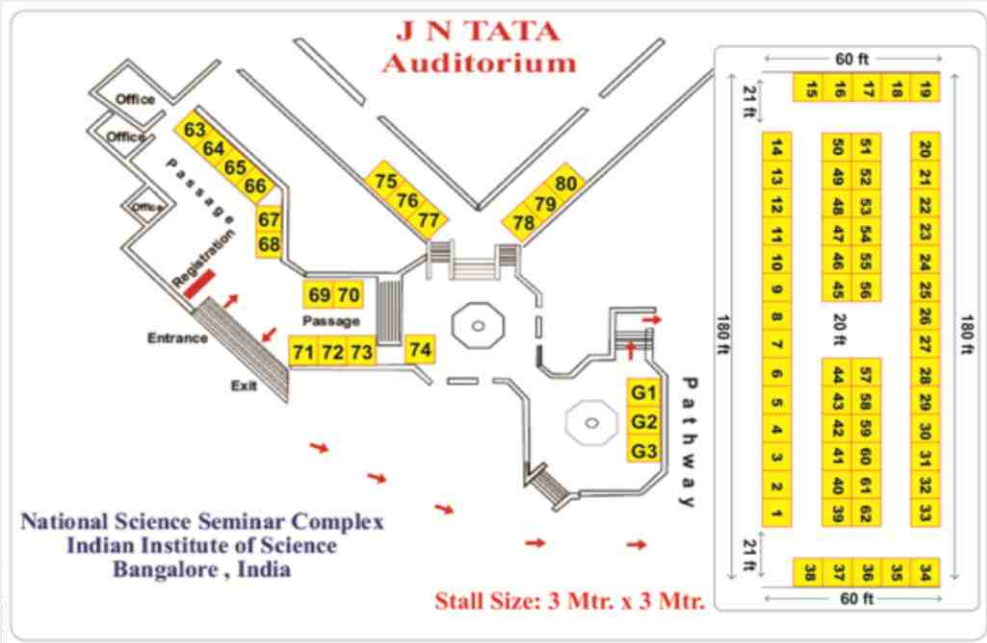 J N TATA
Auditorium
Office
Office
Office
Passage
Registration
Entrance
Exit
63
64
65
66
67
68
69 70
Passage
71 72 73
74
75
76
77
78
79
80
G1
G2
G3
Pathway
National Science Seminar Complex
Indian Institute of Science
Bangalore , India
Stall Size: 3 Mtr. x 3 Mtr.
60 ft
21 ft
15 16 17 18 19
180 ft
180 ft
14 50 51 20
13 49 52 21
12 48 53 22
11 47 54 23
10 46 55 24
9 45 56 25
8 26
20 ft
7 27
6 44 57 28
5 43 58 29
4 42 59 30
3 41 60 31
2 40 61 32
1 39 62 33
21 ft
38 37 36 35 34
60 ft